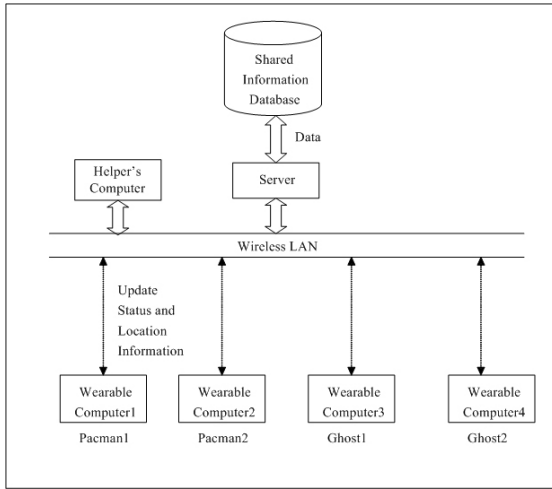 Shared
Information
Database
Data
Helper's
Computer
Server
Wireless LAN
Update
Status and
Location
Information
Wearable
Computer1
Wearable
Computer2
Wearable
Computer3
Wearable
Computer4
Pacman1
Pacman2
Ghost1
Ghost2